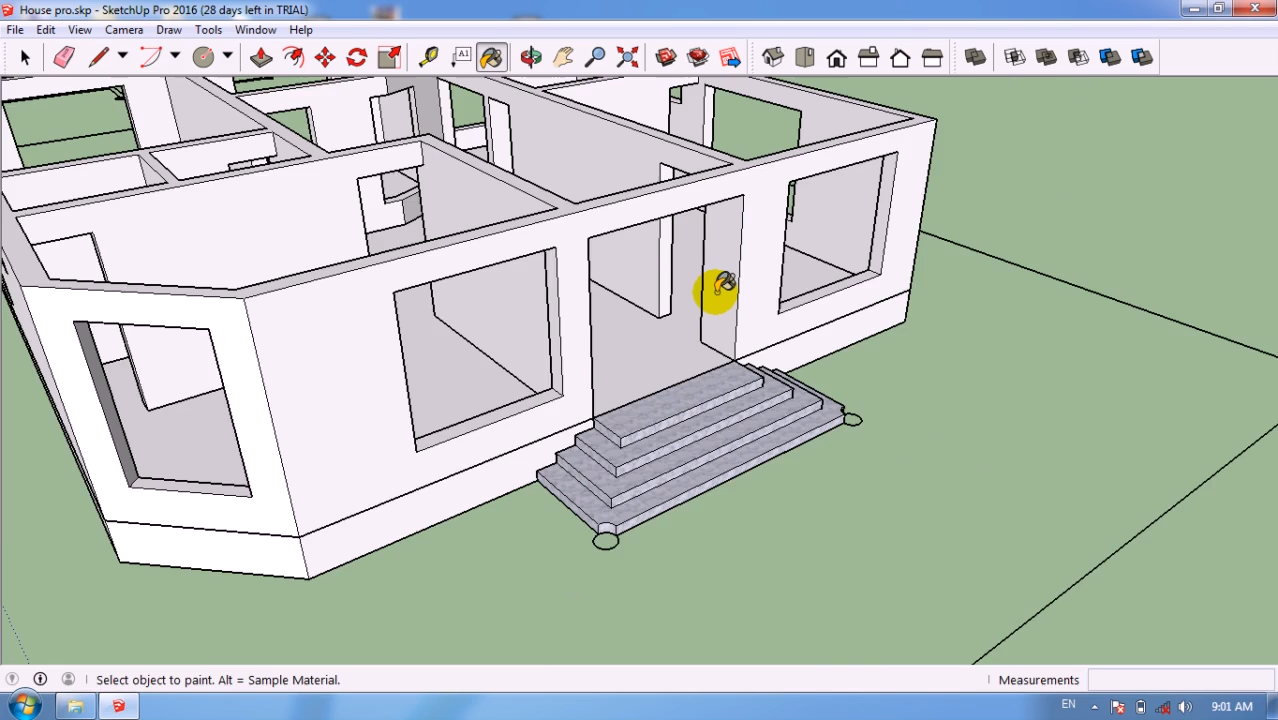 House pro.skp - SketchUp Pro 2016 (28 days left in TRIAL)
File Edit View Camera Draw Tools Window Help
A1
Select object to paint. Alt = Sample Material.
Measurements
EN
9:01 AM